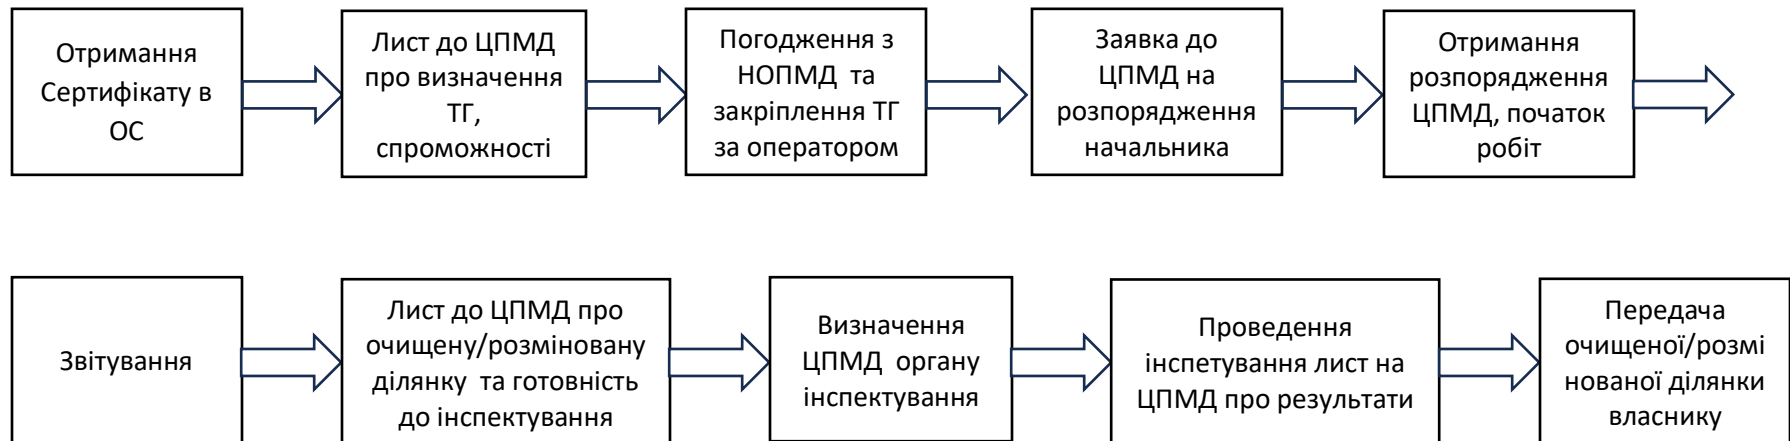 Отримання
Сертифікату в
ОС
Лист до ЦПМД
про визначення
ТГ,
спроможності
Погодження з
НОПМД та
закріплення ТГ
за оператором
Заявка до
ЦПМД на
розпорядження
начальника
Отримання
розпорядження
ЦПМД, початок
робіт
Звітування
Лист до ЦПМД про
очищену/розміновану
ділянку та готовність
до інспектування
Визначення
ЦПМД органу
інспектування
Проведення
інспетування лист на
ЦПМД про результати
Передача
очищеної/розмі
нованої ділянки
власнику